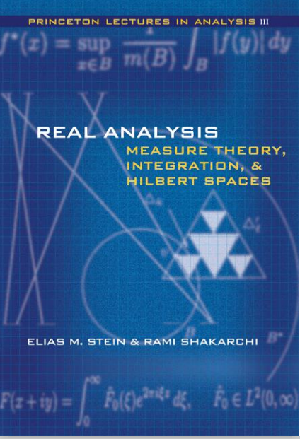 PRINCETON LECTURES IN ANALYSIS III
f*(x) = sup_{x∈B} 1/m(B) ∫_B |f(y)| dy
REAL ANALYSIS
MEASURE THEORY,
INTEGRATION, &
HILBERT SPACES
ELIAS M. STEIN & RAMI SHAKARCHI
B
F(x+iy) = ∫_0^∞ F̂_0(ξ)e^{2πiξz} dξ, F̂_0 ∈ L²(0,∞)